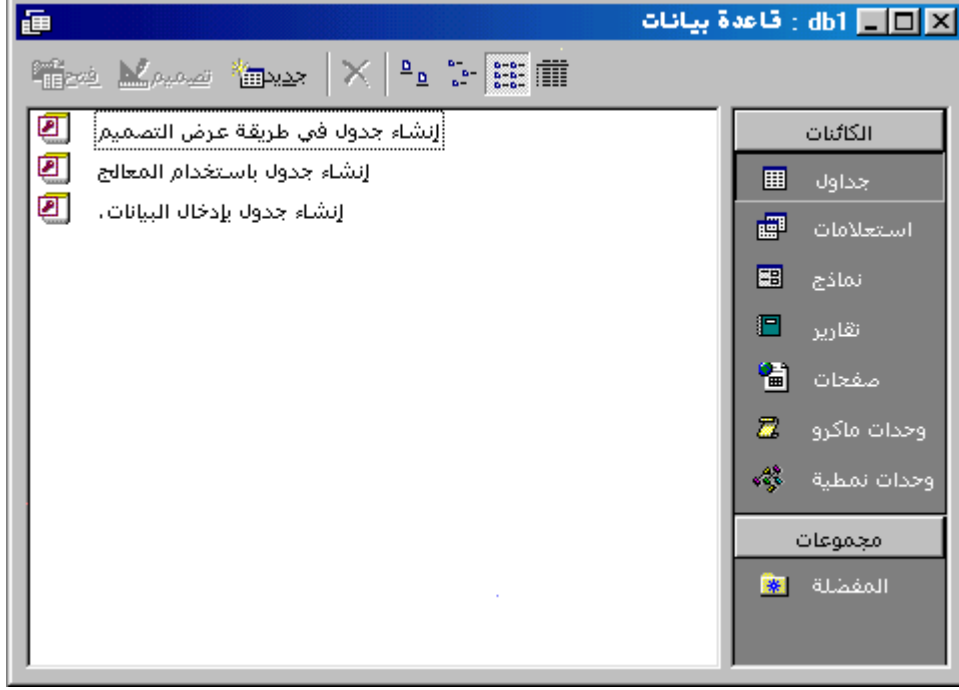 db1 : قاعدة بيانات
فتح تصميم جديد
الكائنات
جداول
استعلامات
نماذج
تقارير
صفحات
وحدات ماكرو
وحدات نمطية
مجموعات
المفضلة
إنشاء جدول في طريقة عرض التصميم
إنشاء جدول باستخدام المعالج
إنشاء جدول بإدخال البيانات.